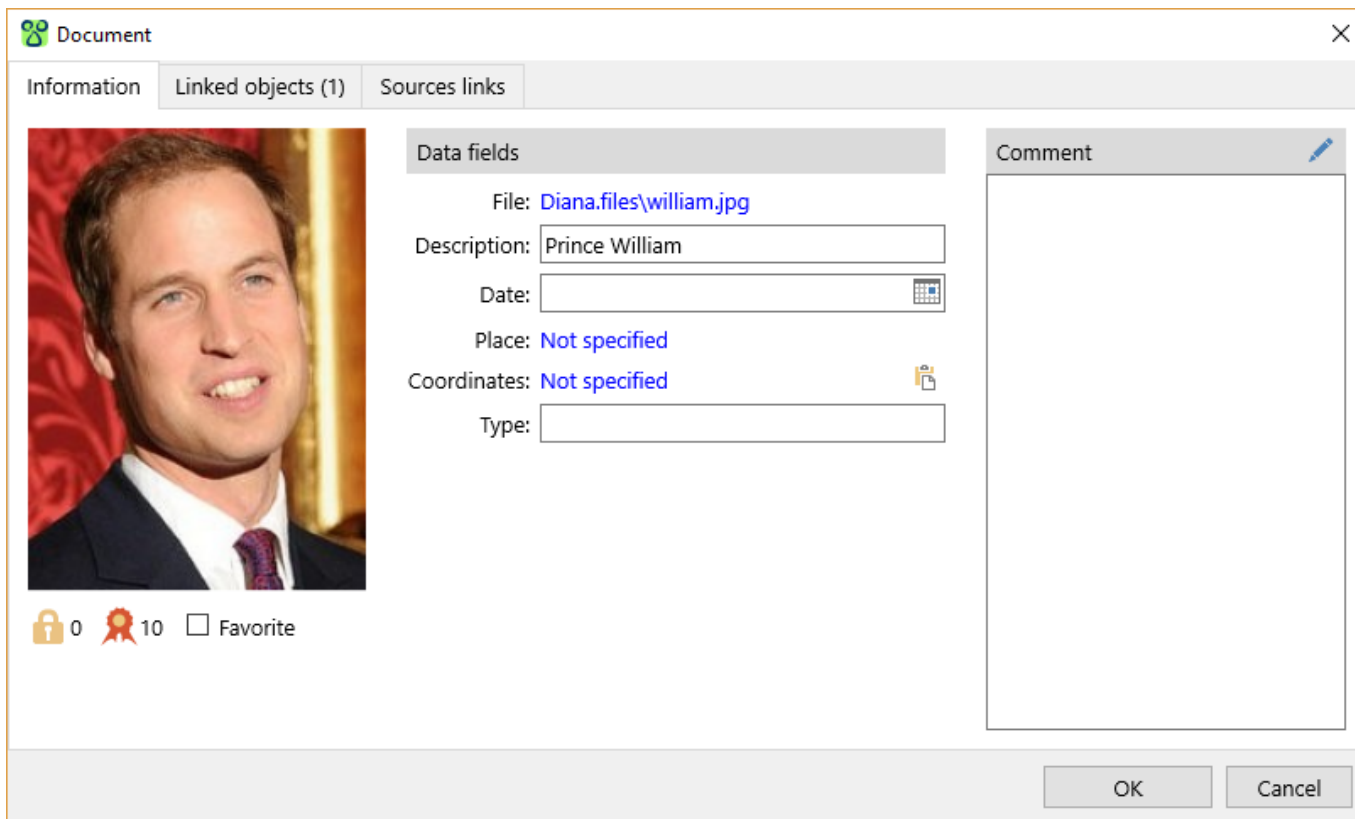 Document
Information
Linked objects (1)
Sources links
Data fields
File: Diana.files\william.jpg
Description: Prince William
Date:
Place: Not specified
Coordinates: Not specified
Type:
Comment
0 10 Favorite
OK
Cancel